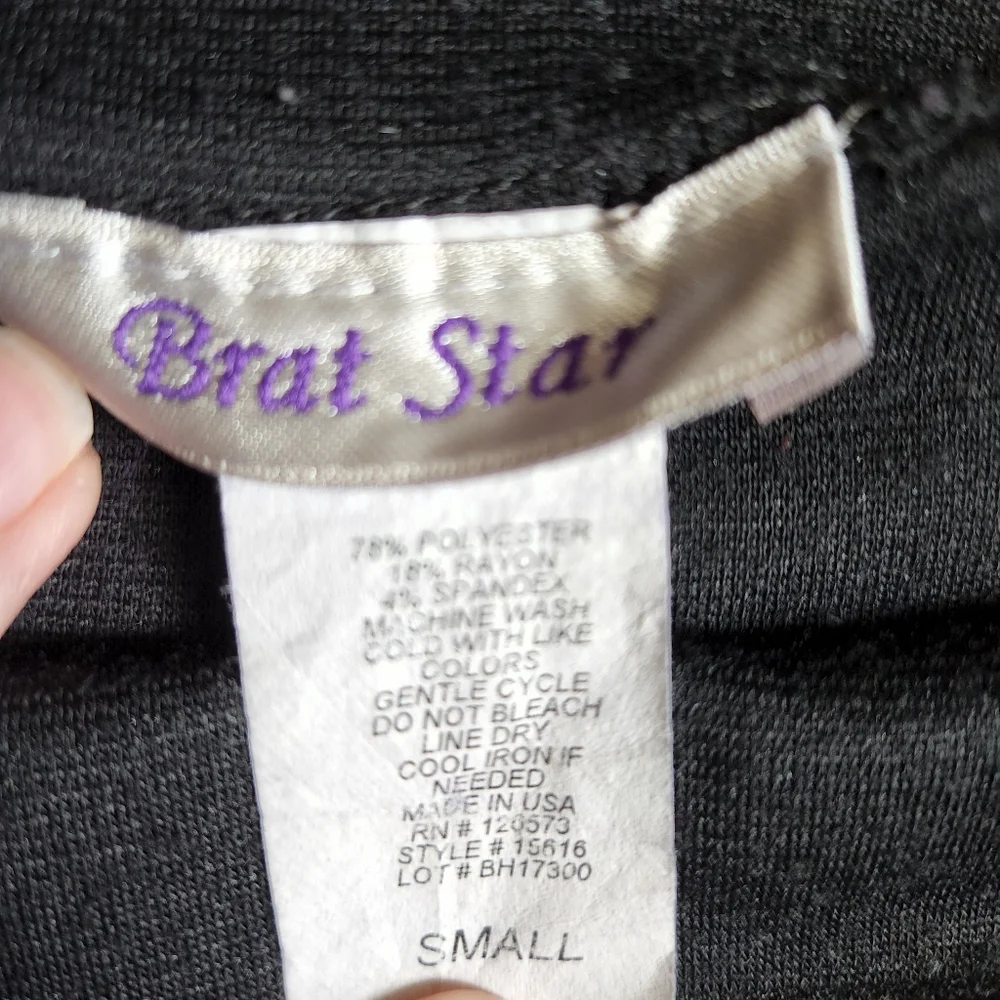 Brat Star
78% POLYESTER
18% RAYON
4% SPANDEX
MACHINE WASH
COLD WITH LIKE
COLORS
GENTLE CYCLE
DO NOT BLEACH
LINE DRY
COOL IRON IF
NEEDED
MADE IN USA
RN # 120573
STYLE # 15616
LOT # BH17300
SMALL